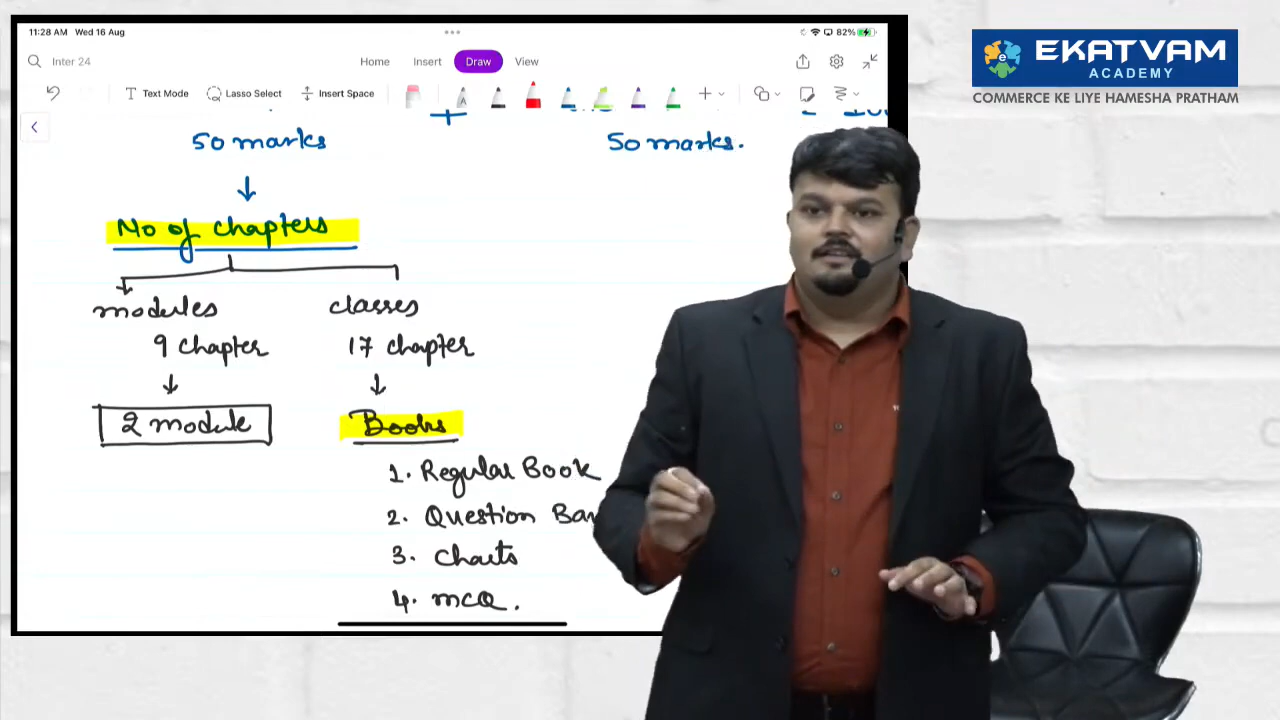 11:28 AM Wed 16 Aug
82%
Inter 24
Home Insert Draw View
Text Mode Lasso Select Insert Space
50 marks
50 marks.
No of chapters
modules classes
9 chapter 17 chapter
2 module Books
1. Regular Book
2. Question
3. Charts
4. MCQ.
EKATVAM
ACADEMY
COMMERCE KE LIYE HAMESHA PRATHAM